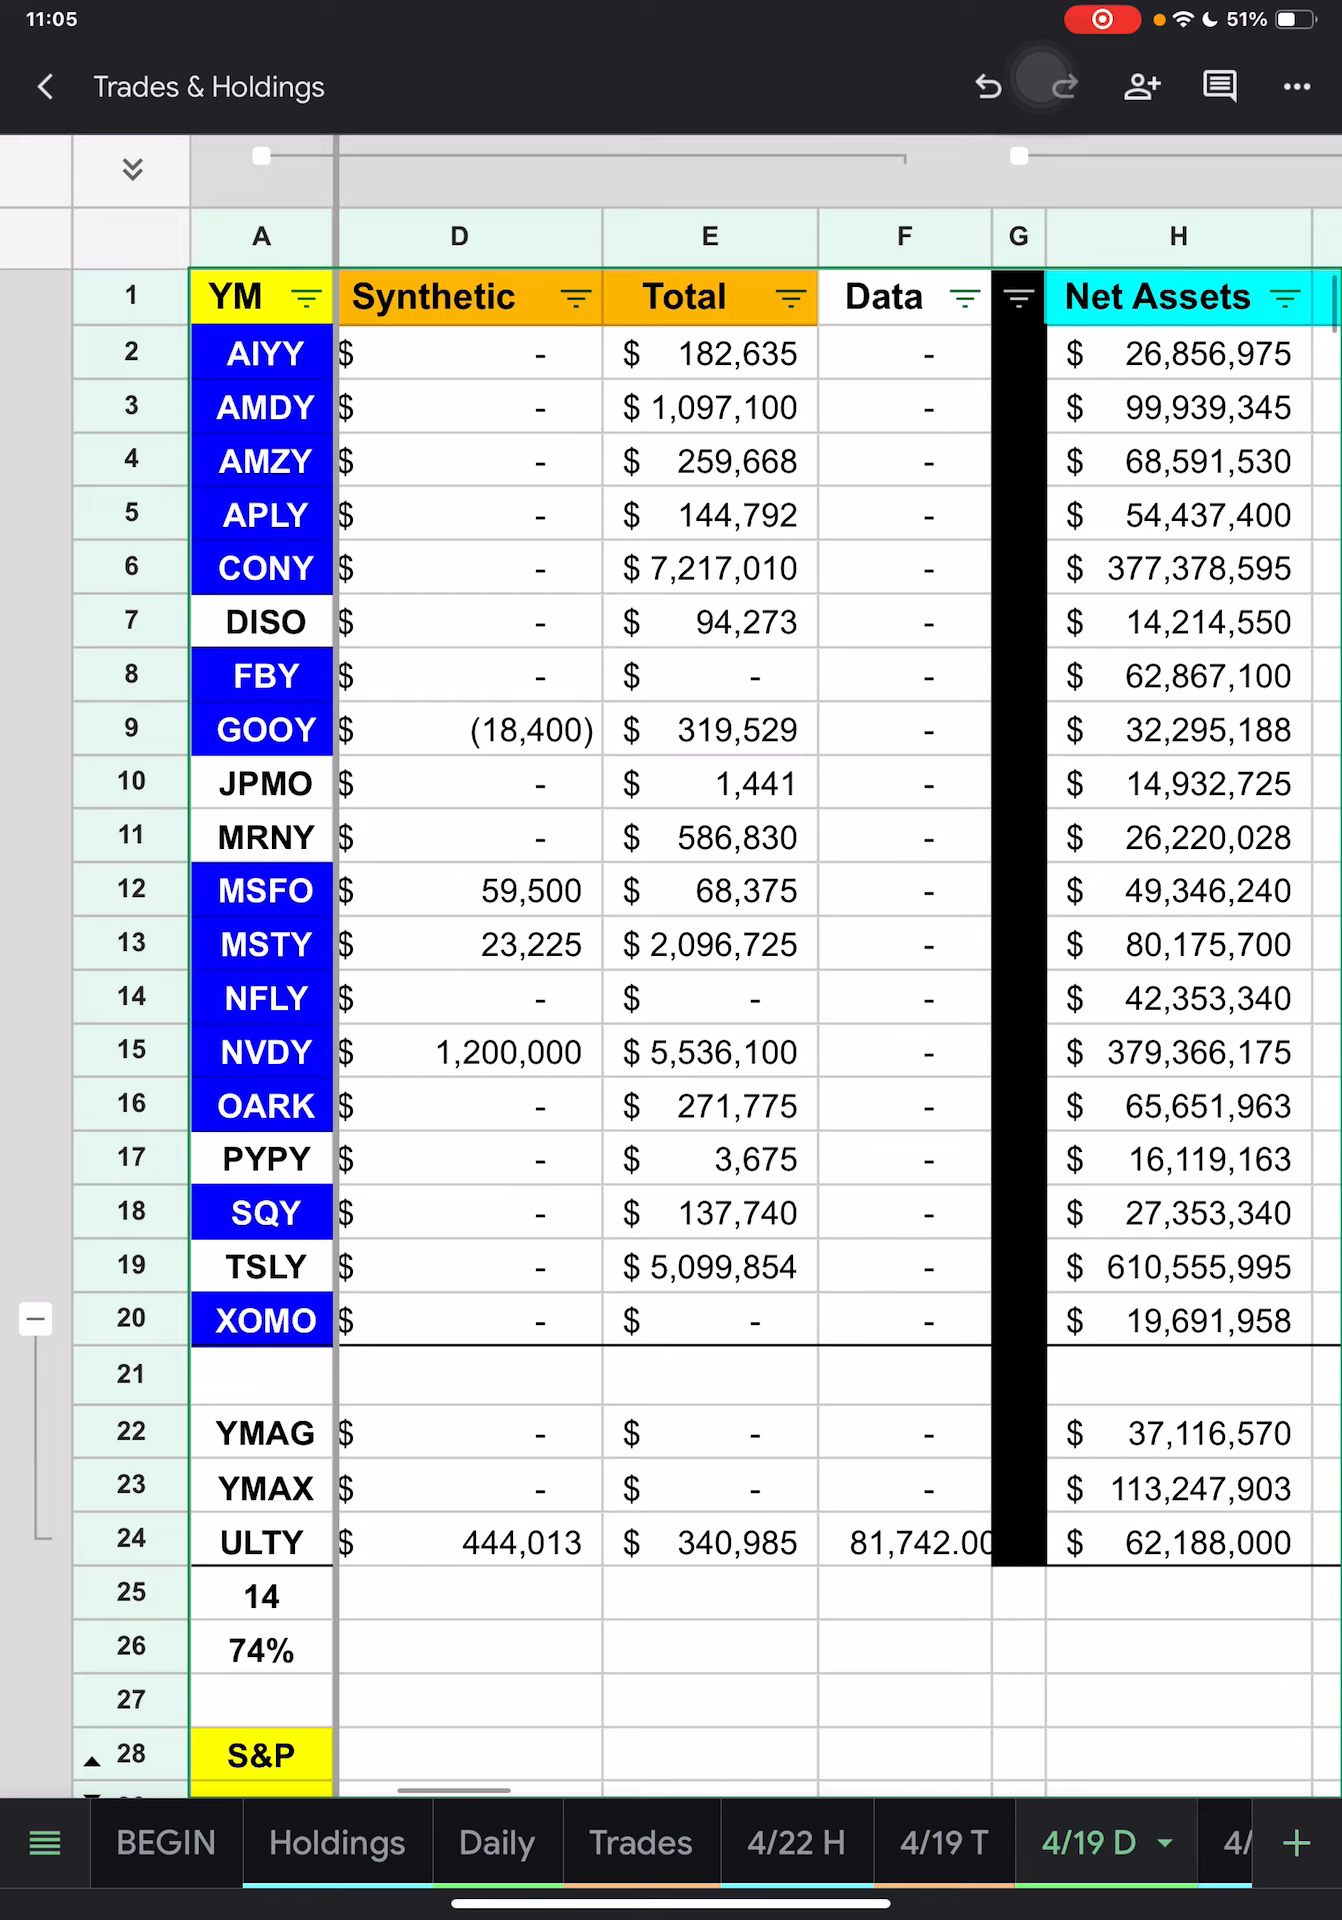 11:05
51%
Trades & Holdings
A D E F G H
1 YM Synthetic Total Data Net Assets
2 AIYY $ - $ 182,635 - $ 26,856,975
3 AMDY $ - $ 1,097,100 - $ 99,939,345
4 AMZY $ - $ 259,668 - $ 68,591,530
5 APLY $ - $ 144,792 - $ 54,437,400
6 CONY $ - $ 7,217,010 - $ 377,378,595
7 DISO $ - $ 94,273 - $ 14,214,550
8 FBY $ - $ - - $ 62,867,100
9 GOOY $ (18,400) $ 319,529 - $ 32,295,188
10 JPMO $ - $ 1,441 - $ 14,932,725
11 MRNY $ - $ 586,830 - $ 26,220,028
12 MSFO $ 59,500 $ 68,375 - $ 49,346,240
13 MSTY $ 23,225 $ 2,096,725 - $ 80,175,700
14 NFLY $ - $ - - $ 42,353,340
15 NVDY $ 1,200,000 $ 5,536,100 - $ 379,366,175
16 OARK $ - $ 271,775 - $ 65,651,963
17 PYPY $ - $ 3,675 - $ 16,119,163
18 SQY $ - $ 137,740 - $ 27,353,340
19 TSLY $ - $ 5,099,854 - $ 610,555,995
20 XOMO $ - $ - - $ 19,691,958
21
22 YMAG $ - $ - - $ 37,116,570
23 YMAX $ - $ - - $ 113,247,903
24 ULTY $ 444,013 $ 340,985 81,742.00 $ 62,188,000
25 14
26 74%
27
28 S&P
BEGIN Holdings Daily Trades 4/22 H 4/19 T 4/19 D 4/